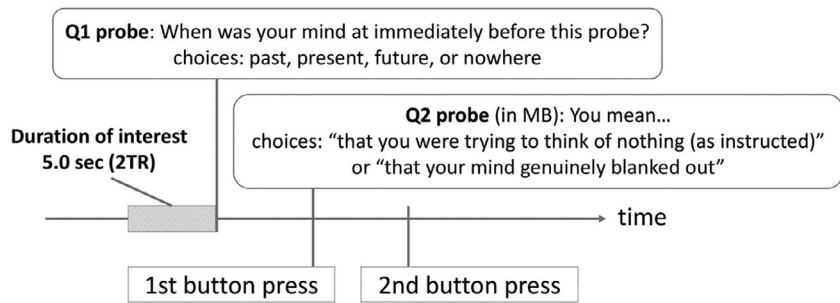 Q1 probe: When was your mind at immediately before this probe?
choices: past, present, future, or nowhere
Q2 probe (in MB): You mean…
choices: “that you were trying to think of nothing (as instructed)”
or “that your mind genuinely blanked out”
Duration of interest
5.0 sec (2TR)
time
1st button press
2nd button press